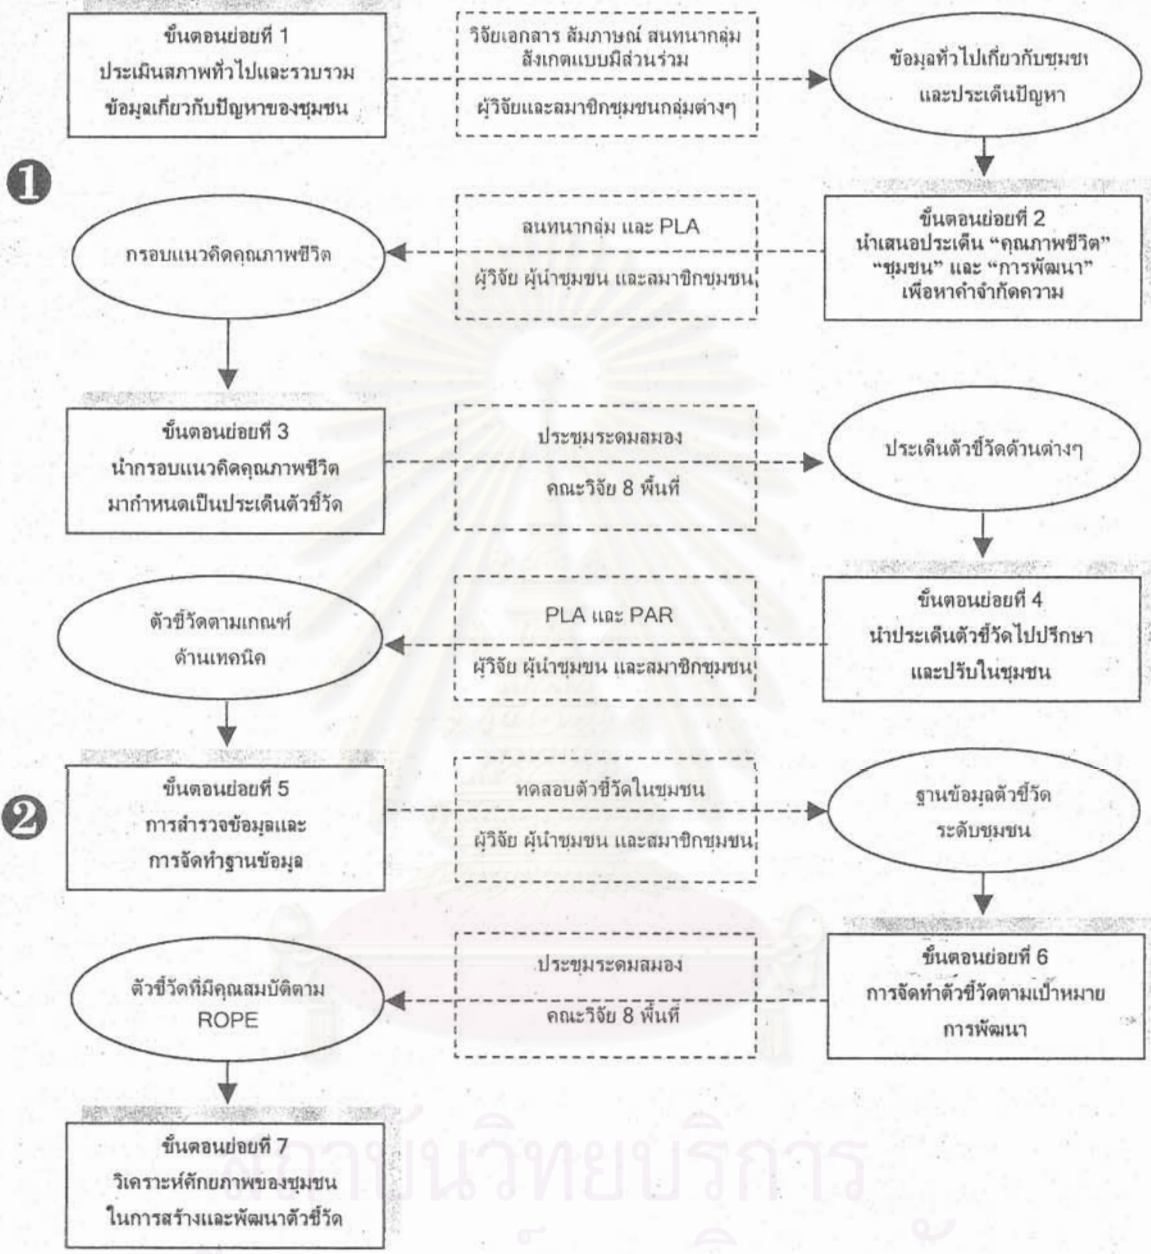 ขั้นตอนย่อยที่ 1
ประเมินสภาพทั่วไปและรวบรวม
ข้อมูลเกี่ยวกับปัญหาของชุมชน
วิจัยเอกสาร สัมภาษณ์ สนทนากลุ่ม
สังเกตแบบมีส่วนร่วม
ผู้วิจัยและสมาชิกชุมชนกลุ่มต่างๆ
ข้อมูลทั่วไปเกี่ยวกับชุมชน
และประเด็นปัญหา
1
กรอบแนวคิดคุณภาพชีวิต
สนทนากลุ่ม และ PLA
ผู้วิจัย ผู้นำชุมชน และสมาชิกชุมชน
ขั้นตอนย่อยที่ 2
นำเสนอประเด็น “คุณภาพชีวิต”
“ชุมชน” และ “การพัฒนา”
เพื่อหาคำจำกัดความ
ขั้นตอนย่อยที่ 3
นำกรอบแนวคิดคุณภาพชีวิต
มากำหนดเป็นประเด็นตัวชี้วัด
ประชุมระดมสมอง
คณะวิจัย 8 พื้นที่
ประเด็นตัวชี้วัดด้านต่างๆ
ตัวชี้วัดตามเกณฑ์
ด้านเทคนิค
PLA และ PAR
ผู้วิจัย ผู้นำชุมชน และสมาชิกชุมชน
ขั้นตอนย่อยที่ 4
นำประเด็นตัวชี้วัดไปปรึกษา
และปรับในชุมชน
2
ขั้นตอนย่อยที่ 5
การสำรวจข้อมูลและ
การจัดทำฐานข้อมูล
ทดสอบตัวชี้วัดในชุมชน
ผู้วิจัย ผู้นำชุมชน และสมาชิกชุมชน
ฐานข้อมูลตัวชี้วัด
ระดับชุมชน
ตัวชี้วัดที่มีคุณสมบัติตาม
ROPE
ประชุมระดมสมอง
คณะวิจัย 8 พื้นที่
ขั้นตอนย่อยที่ 6
การจัดทำตัวชี้วัดตามเป้าหมาย
การพัฒนา
ขั้นตอนย่อยที่ 7
วิเคราะห์ศักยภาพของชุมชน
ในการสร้างและพัฒนาตัวชี้วัด
สถาบันวิทยบริการ